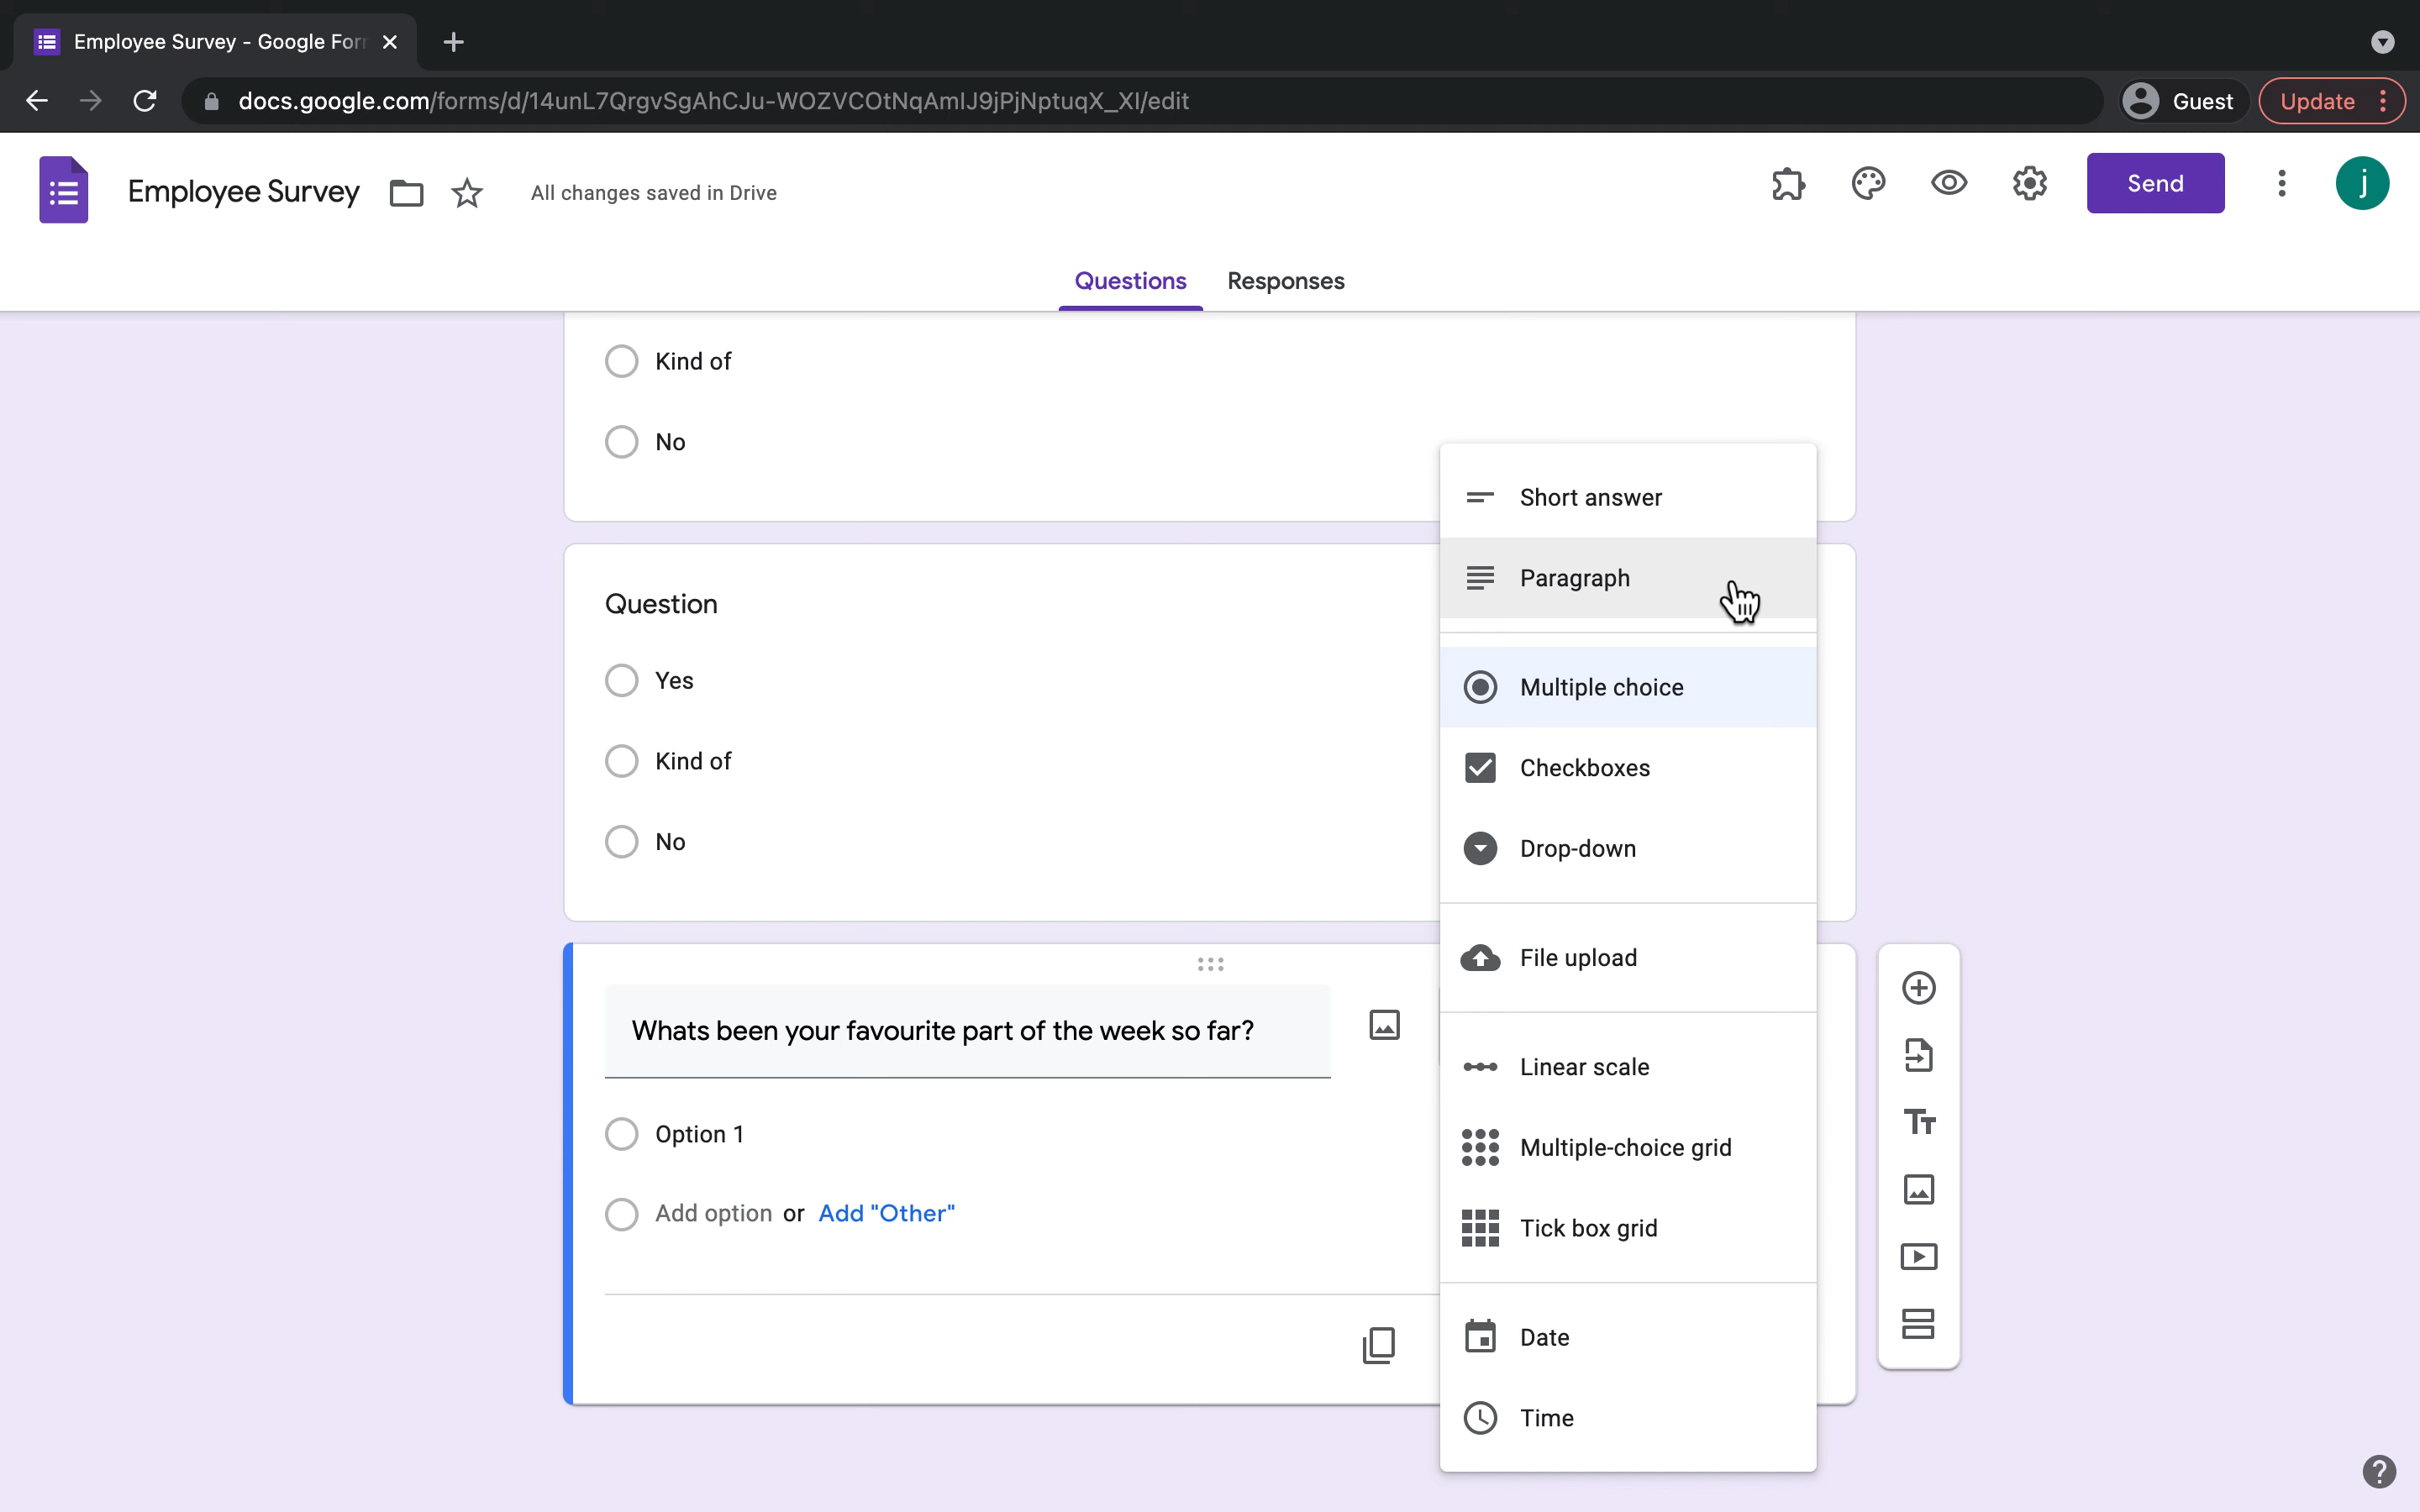 Employee Survey - Google For
docs.google.com/forms/d/14unL7QrgvSgAhCJu-WOZVCOtNqAmIJ9jPjNptuqX_XI/edit
Guest
Update
Employee Survey
All changes saved in Drive
Send
j
Questions
Responses
Kind of
No
Question
Yes
Kind of
No
Whats been your favourite part of the week so far?
Option 1
Add option or Add "Other"
Short answer
Paragraph
Multiple choice
Checkboxes
Drop-down
File upload
Linear scale
Multiple-choice grid
Tick box grid
Date
Time